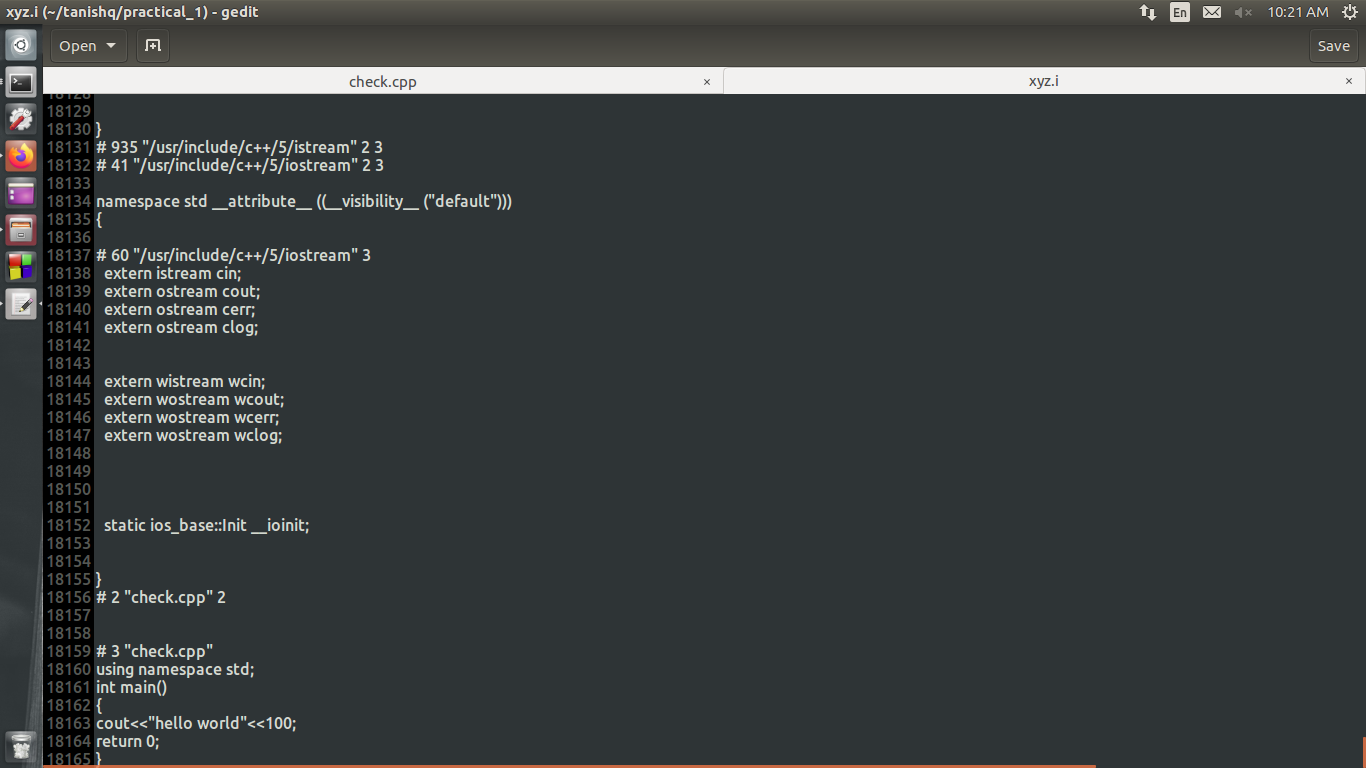 xyz.i (~/tanishq/practical_1) - gedit
En
10:21 AM
Open
Save
check.cpp ×
xyz.i ×
18128
18129
18130 }
18131 # 935 "/usr/include/c++/5/istream" 2 3
18132 # 41 "/usr/include/c++/5/iostream" 2 3
18133
18134 namespace std __attribute__ ((__visibility__ ("default")))
18135 {
18136
18137 # 60 "/usr/include/c++/5/iostream" 3
18138 extern istream cin;
18139 extern ostream cout;
18140 extern ostream cerr;
18141 extern ostream clog;
18142
18143
18144 extern wistream wcin;
18145 extern wostream wcout;
18146 extern wostream wcerr;
18147 extern wostream wclog;
18148
18149
18150
18151
18152 static ios_base::Init __ioinit;
18153
18154
18155 }
18156 # 2 "check.cpp" 2
18157
18158
18159 # 3 "check.cpp"
18160 using namespace std;
18161 int main()
18162 {
18163 cout<<"hello world"<<100;
18164 return 0;
18165 }